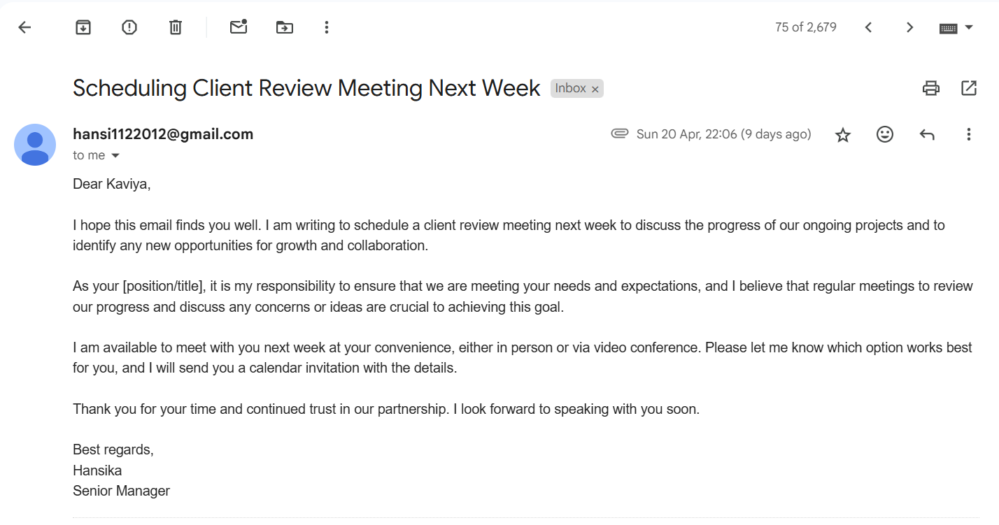 75 of 2,679
Scheduling Client Review Meeting Next Week Inbox ×
hansi1122012@gmail.com Sun 20 Apr, 22:06 (9 days ago)
to me
Dear Kaviya,
I hope this email finds you well. I am writing to schedule a client review meeting next week to discuss the progress of our ongoing projects and to
identify any new opportunities for growth and collaboration.
As your [position/title], it is my responsibility to ensure that we are meeting your needs and expectations, and I believe that regular meetings to review
our progress and discuss any concerns or ideas are crucial to achieving this goal.
I am available to meet with you next week at your convenience, either in person or via video conference. Please let me know which option works best
for you, and I will send you a calendar invitation with the details.
Thank you for your time and continued trust in our partnership. I look forward to speaking with you soon.
Best regards,
Hansika
Senior Manager